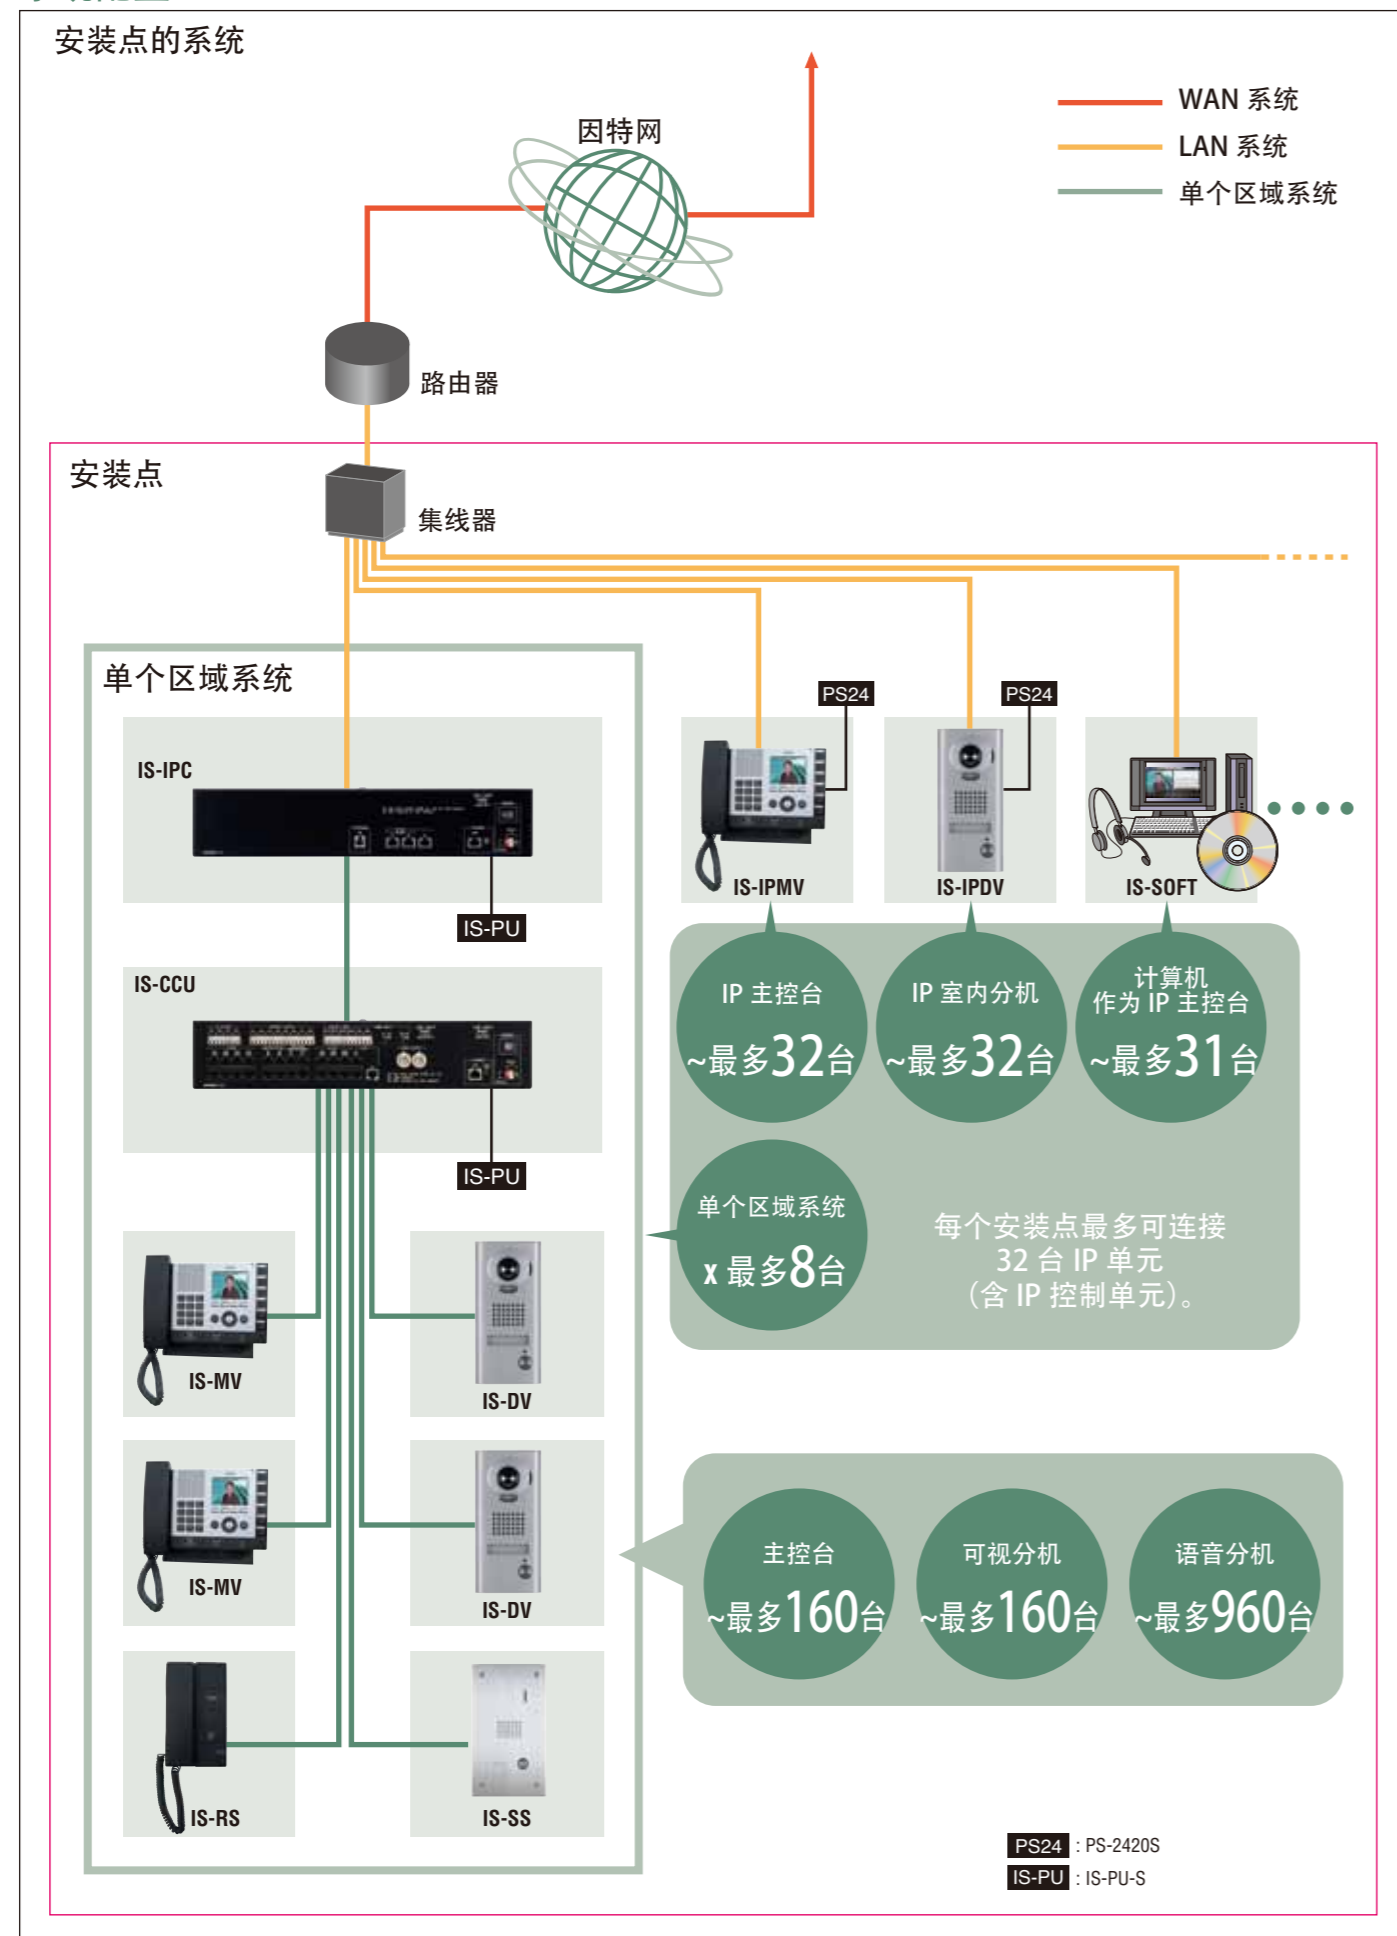 安装点的系统
WAN 系统
LAN 系统
单个区域系统
因特网
路由器
安装点
集线器
单个区域系统
IS-IPC
IS-PU
IS-CCU
IS-PU
IS-MV
IS-DV
IS-MV
IS-DV
IS-RS
IS-SS
PS24
PS24
IS-IPMV
IS-IPDV
IS-SOFT
IP 主控台
~最多32台
IP 室内分机
~最多32台
计算机
作为 IP 主控台
~最多31台
单个区域系统
x 最多8台
每个安装点最多可连接
32 台 IP 单元
（含 IP 控制单元）。
主控台
~最多160台
可视分机
~最多160台
语音分机
~最多960台
PS24 : PS-2420S
IS-PU : IS-PU-S